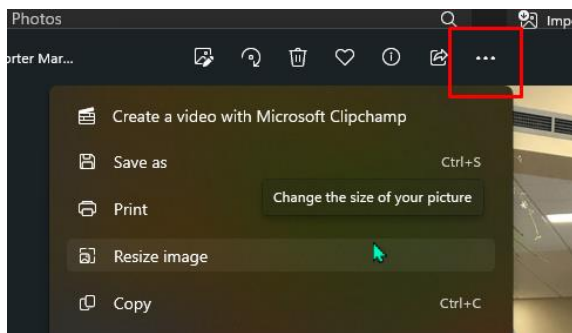 Photos
Imp
orter Mar...
...
Create a video with Microsoft Clipchamp
Save as Ctrl+S
Change the size of your picture
Print
Resize image
Copy Ctrl+C